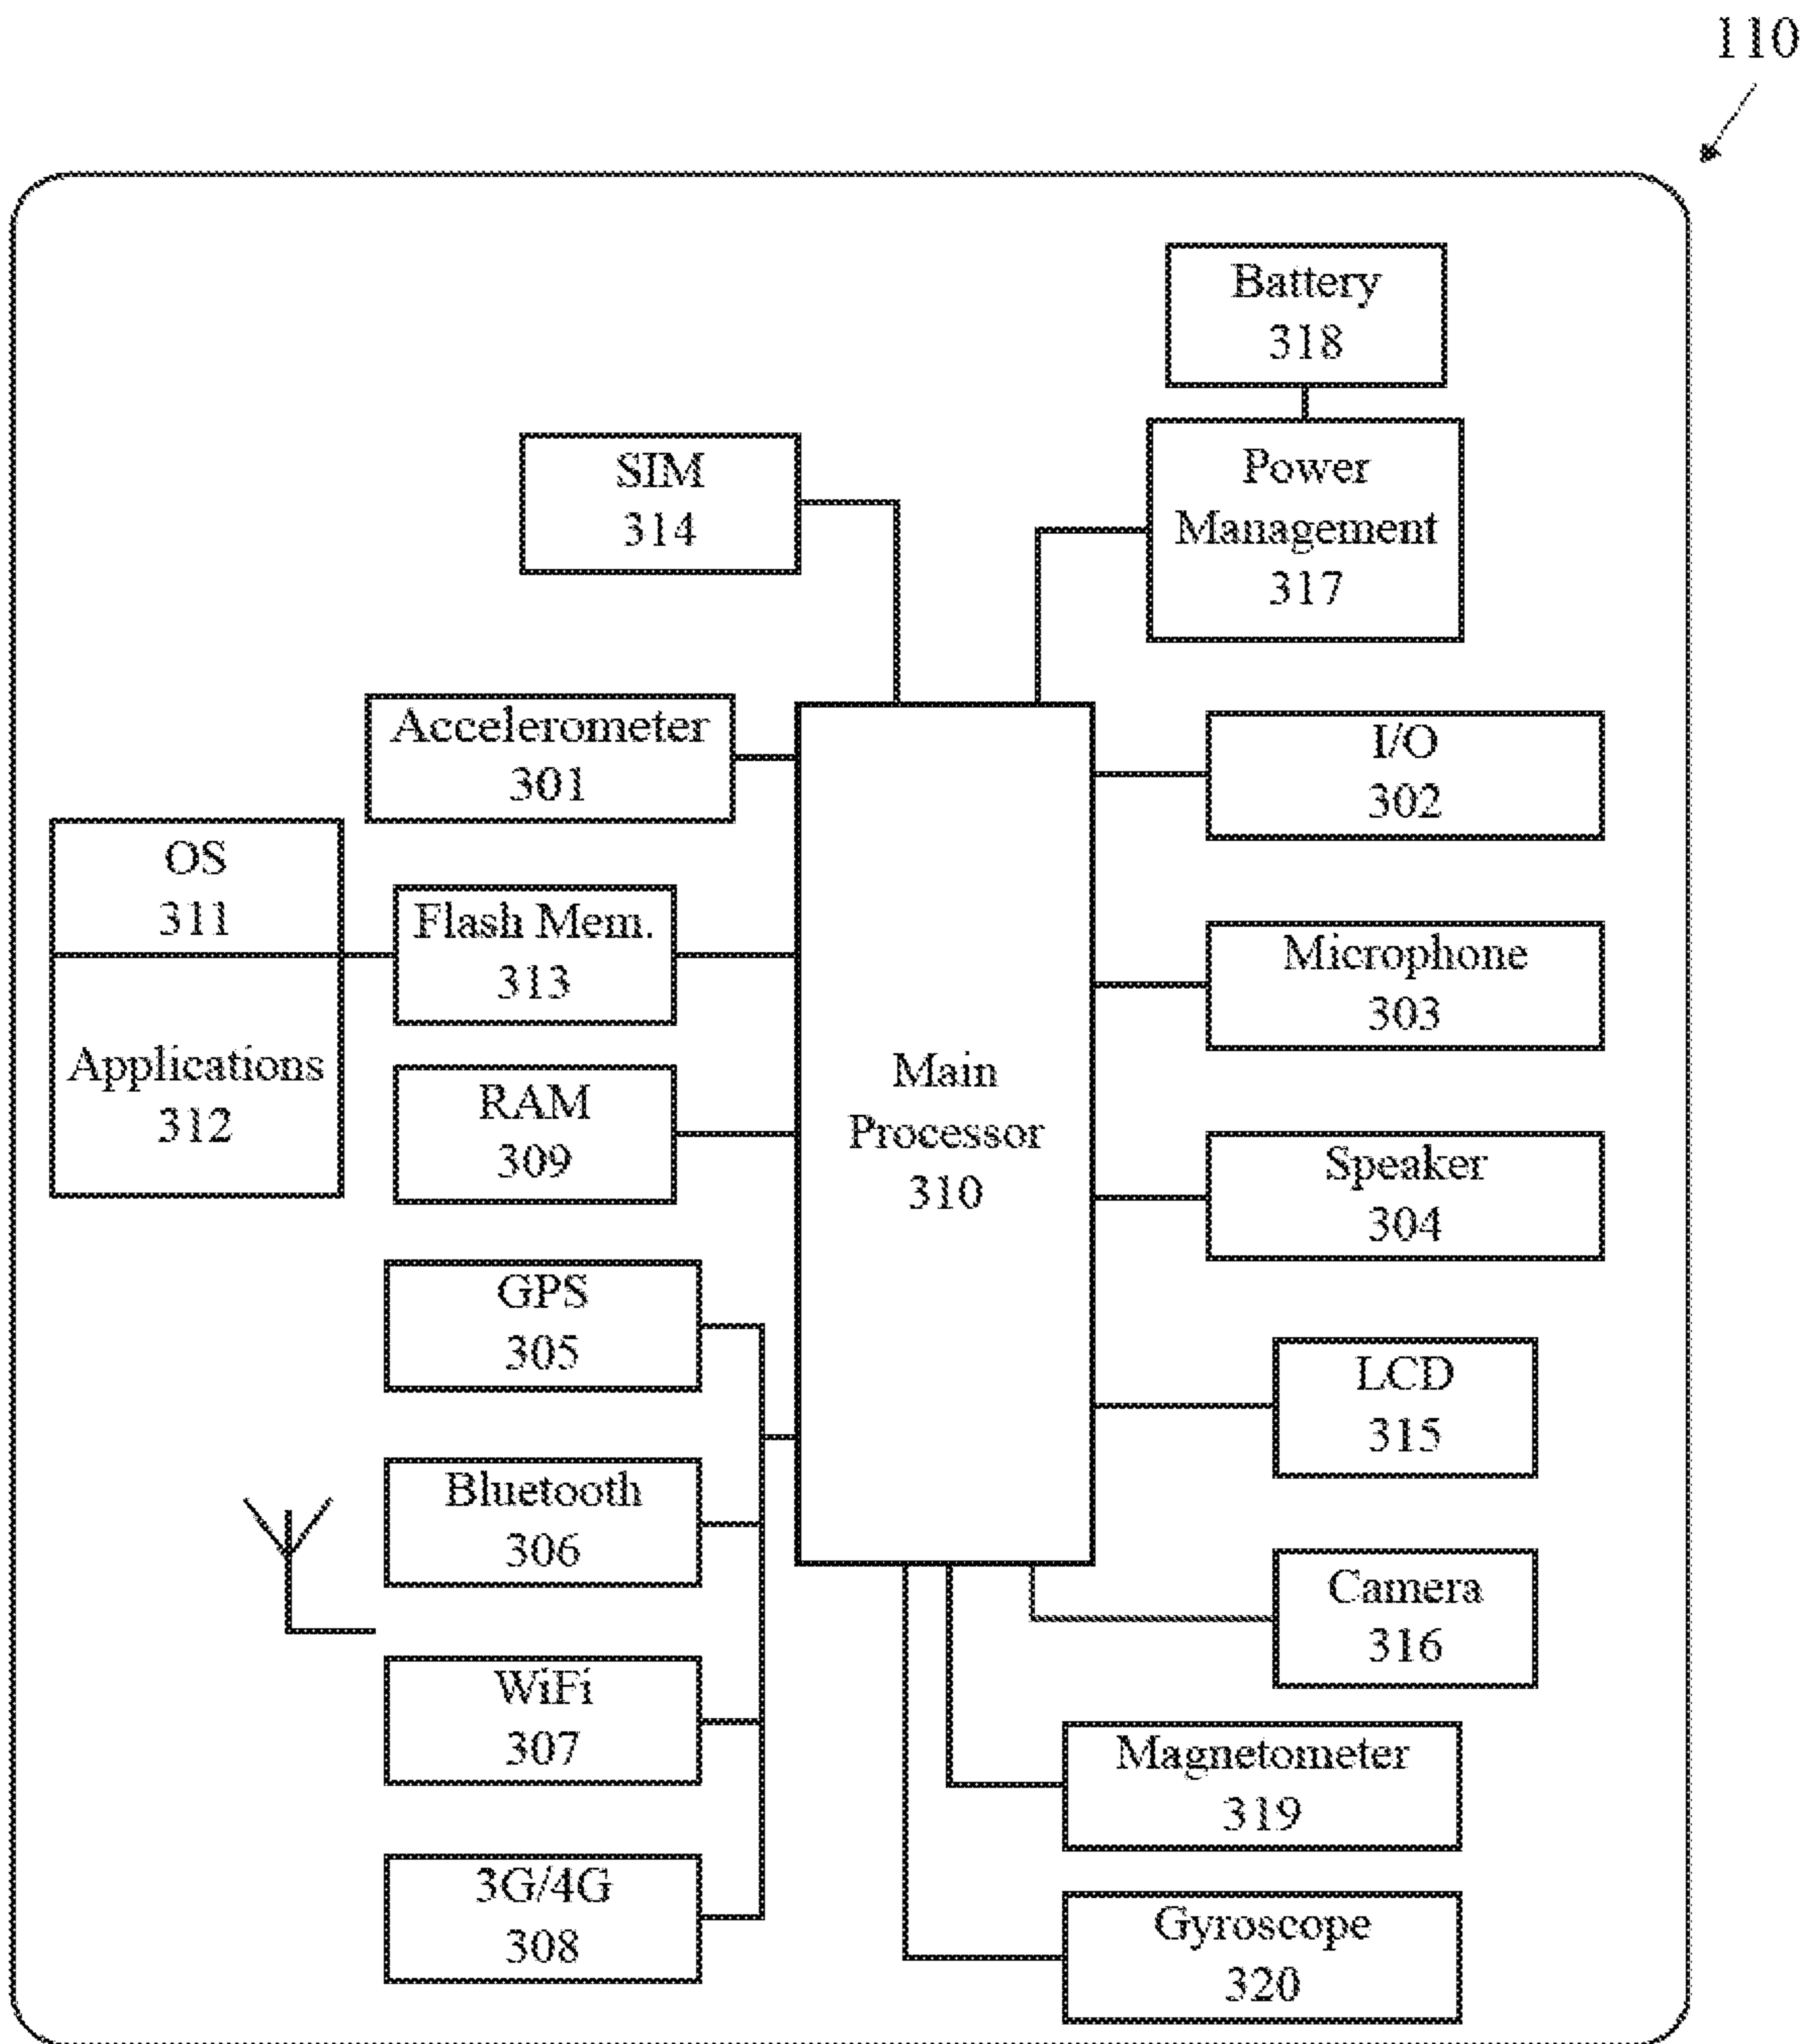 110
Battery
318
Power
Management
317
SIM
314
Accelerometer
301
I/O
302
OS
311
Flash Mem.
313
Microphone
303
Applications
312
RAM
309
Main
Processor
310
Speaker
304
GPS
305
LCD
315
Bluetooth
306
Camera
316
WiFi
307
Magnetometer
319
3G/4G
308
Gyroscope
320